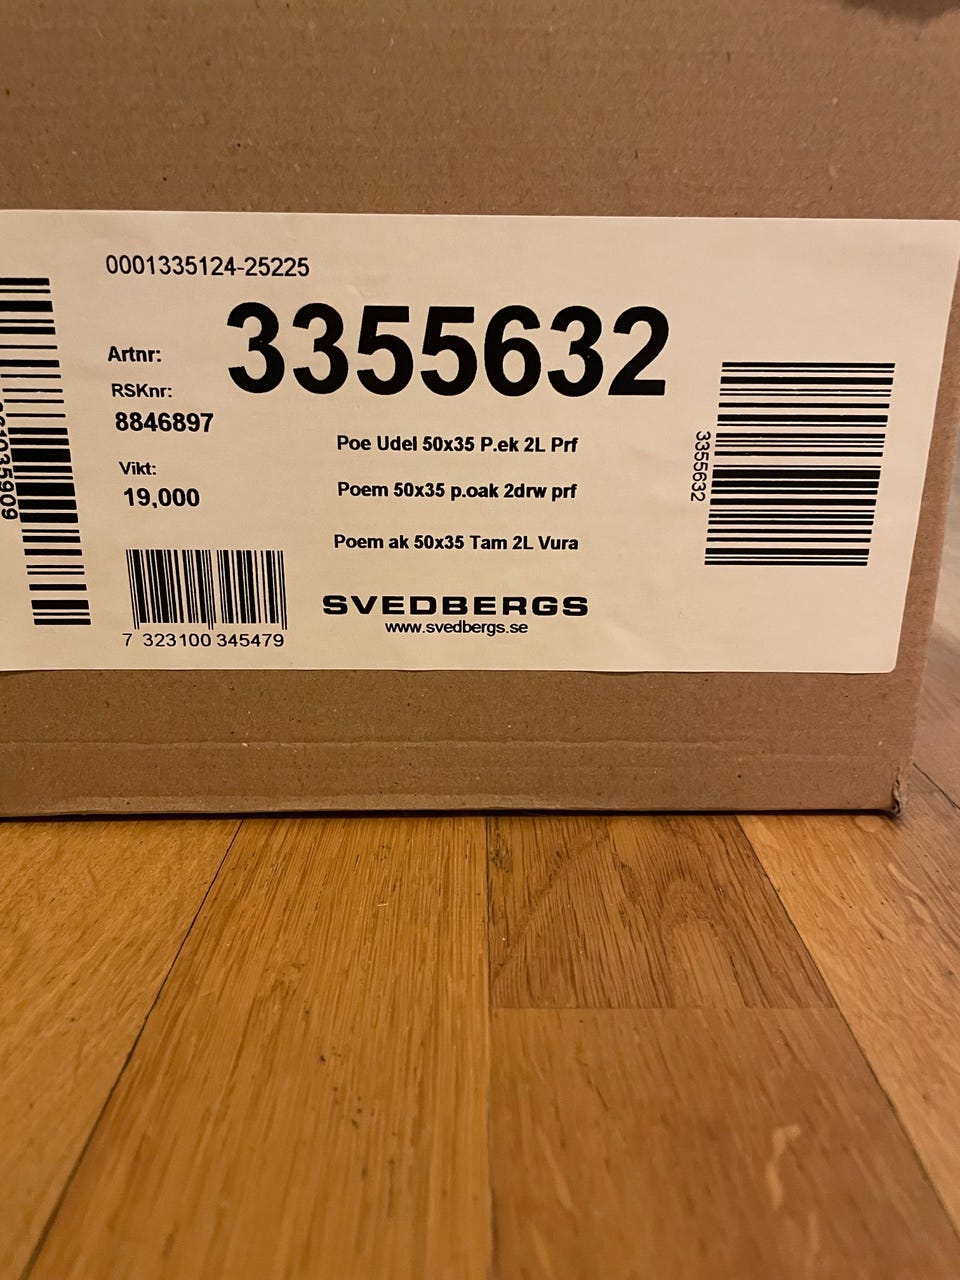 0001335124-25225
Artnr:
3355632
RSKnr:
8846897
Vikt:
19,000
Poe Udel 50x35 P.ek 2L Prf
Poem 50x35 p.oak 2drw prf
Poem ak 50x35 Tam 2L Vura
SVEDBERGS
www.svedbergs.se
7 323100 345479
3355632